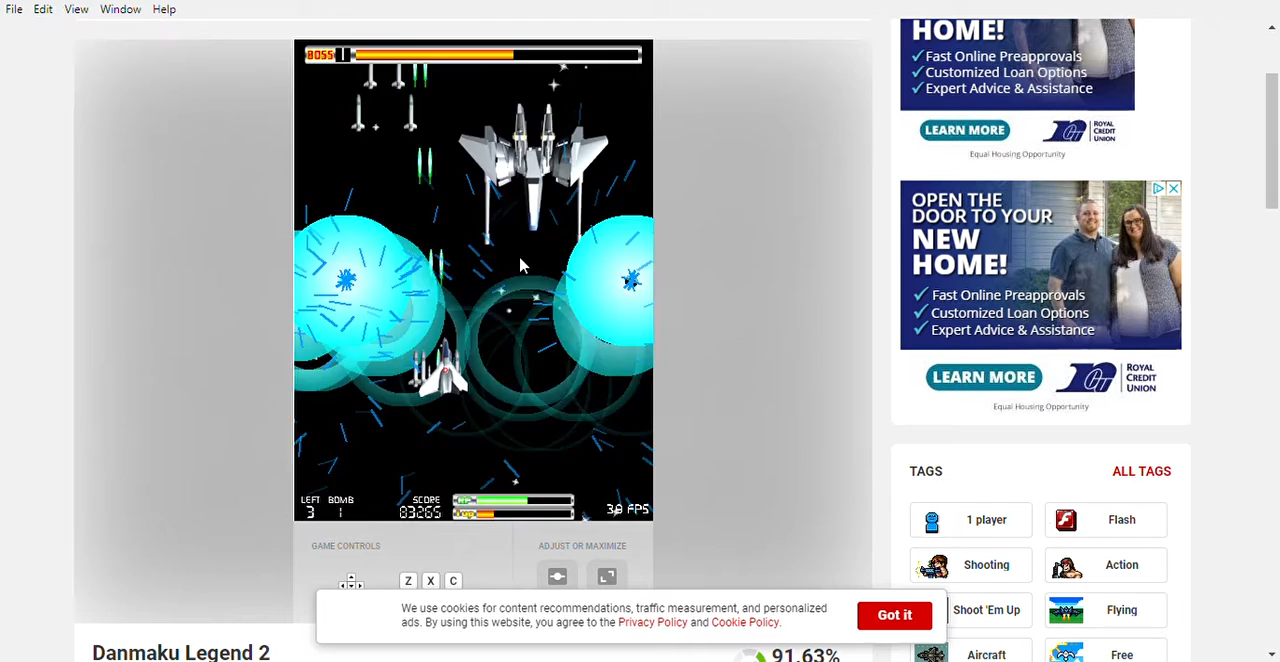 File Edit View Window Help
BOSS
LEFT BOMB
3 1
SCORE
83265
HP
1up
GAME CONTROLS
ADJUST OR MAXIMIZE
Z X C
We use cookies for content recommendations, traffic measurement, and personalized
ads. By using this website, you agree to the Privacy Policy and Cookie Policy.
Got it
Danmaku Legend 2
91.63%
HOME!
Fast Online Preapprovals
Customized Loan Options
Expert Advice & Assistance
LEARN MORE
ROYAL
CREDIT
UNION
Equal Housing Opportunity
OPEN THE
DOOR TO YOUR
NEW
HOME!
Fast Online Preapprovals
Customized Loan Options
Expert Advice & Assistance
LEARN MORE
ROYAL
CREDIT
UNION
Equal Housing Opportunity
TAGS
ALL TAGS
1 player
Flash
Shooting
Action
Shoot 'Em Up
Flying
Aircraft
Free